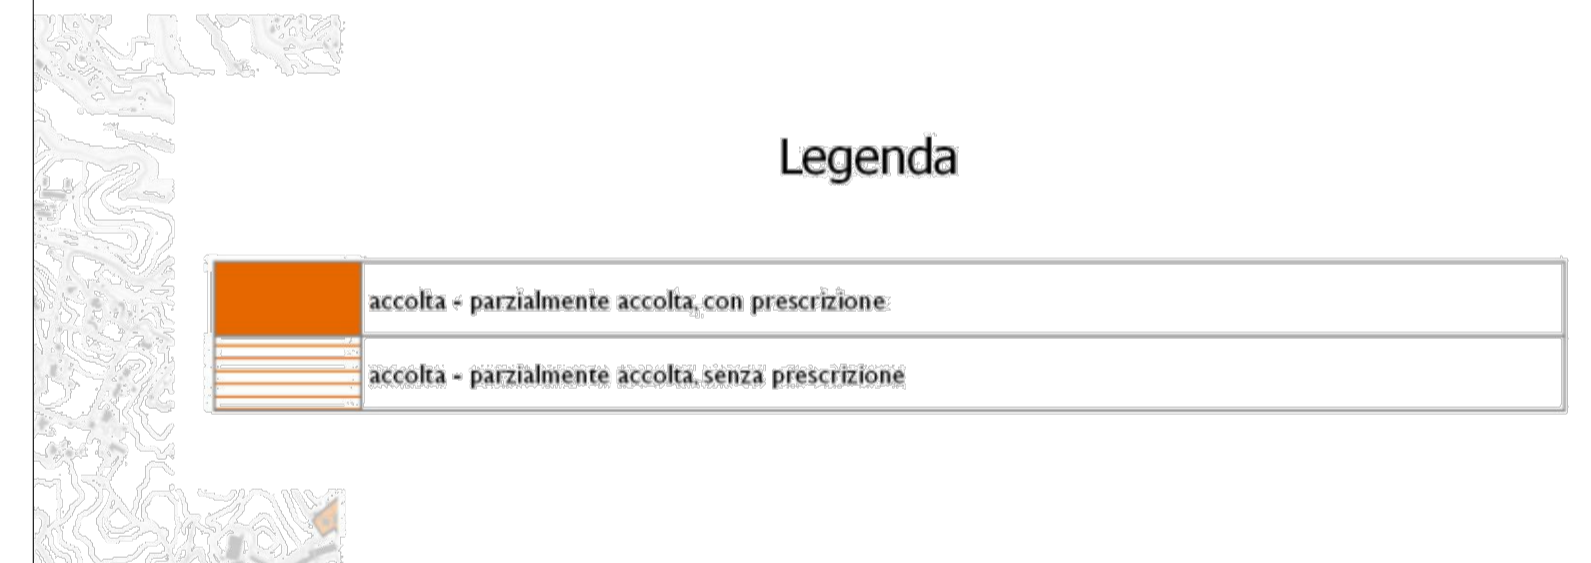 Legenda
accolta - parzialmente accolta, con prescrizione
accolta - parzialmente accolta, senza prescrizione